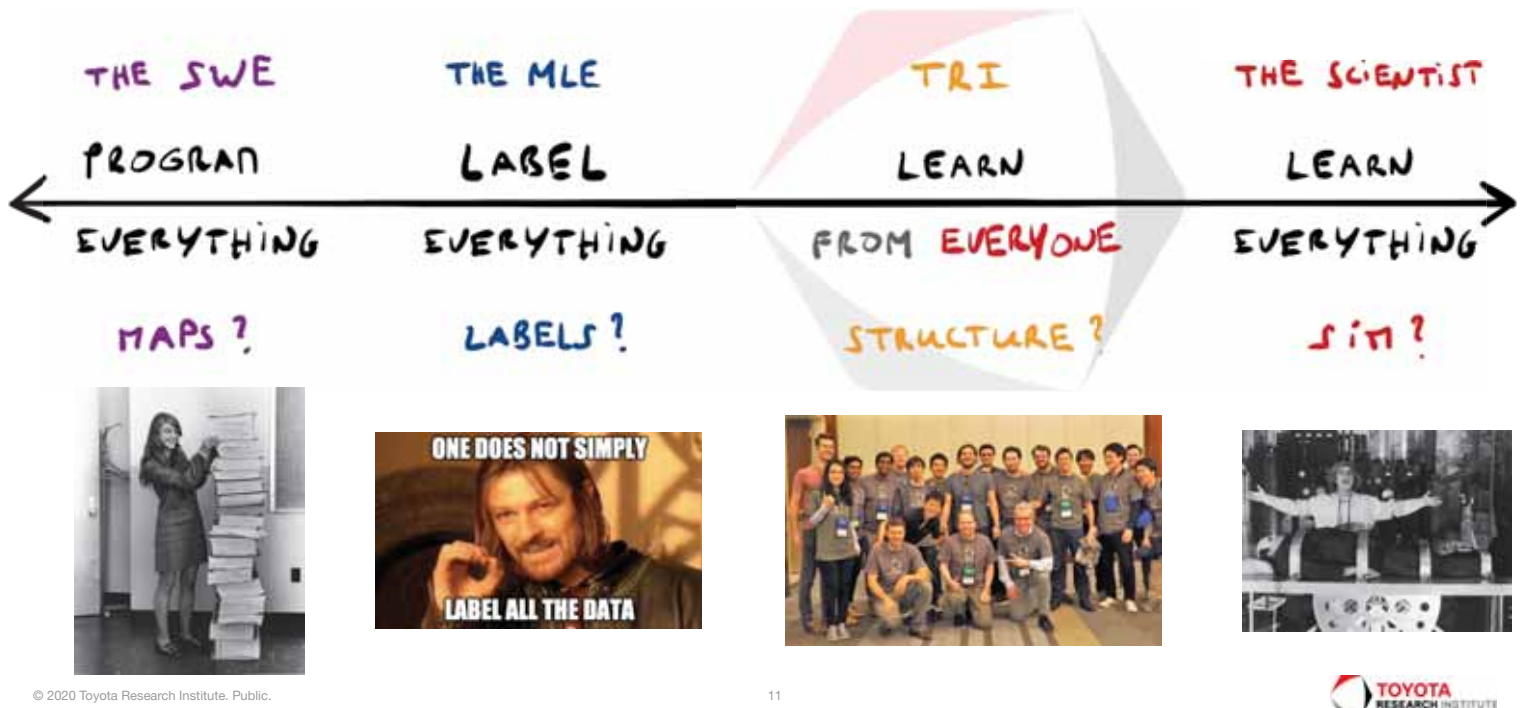 THE SWE
THE MLE
TRI
THE SCIENTIST
PROGRAM
LABEL
LEARN
LEARN
EVERYTHING
EVERYTHING
FROM EVERYONE
EVERYTHING
MAPS?
LABELS?
STRUCTURE?
SIM?
ONE DOES NOT SIMPLY
LABEL ALL THE DATA
© 2020 Toyota Research Institute. Public.
11
TOYOTA
RESEARCH INSTITUTE